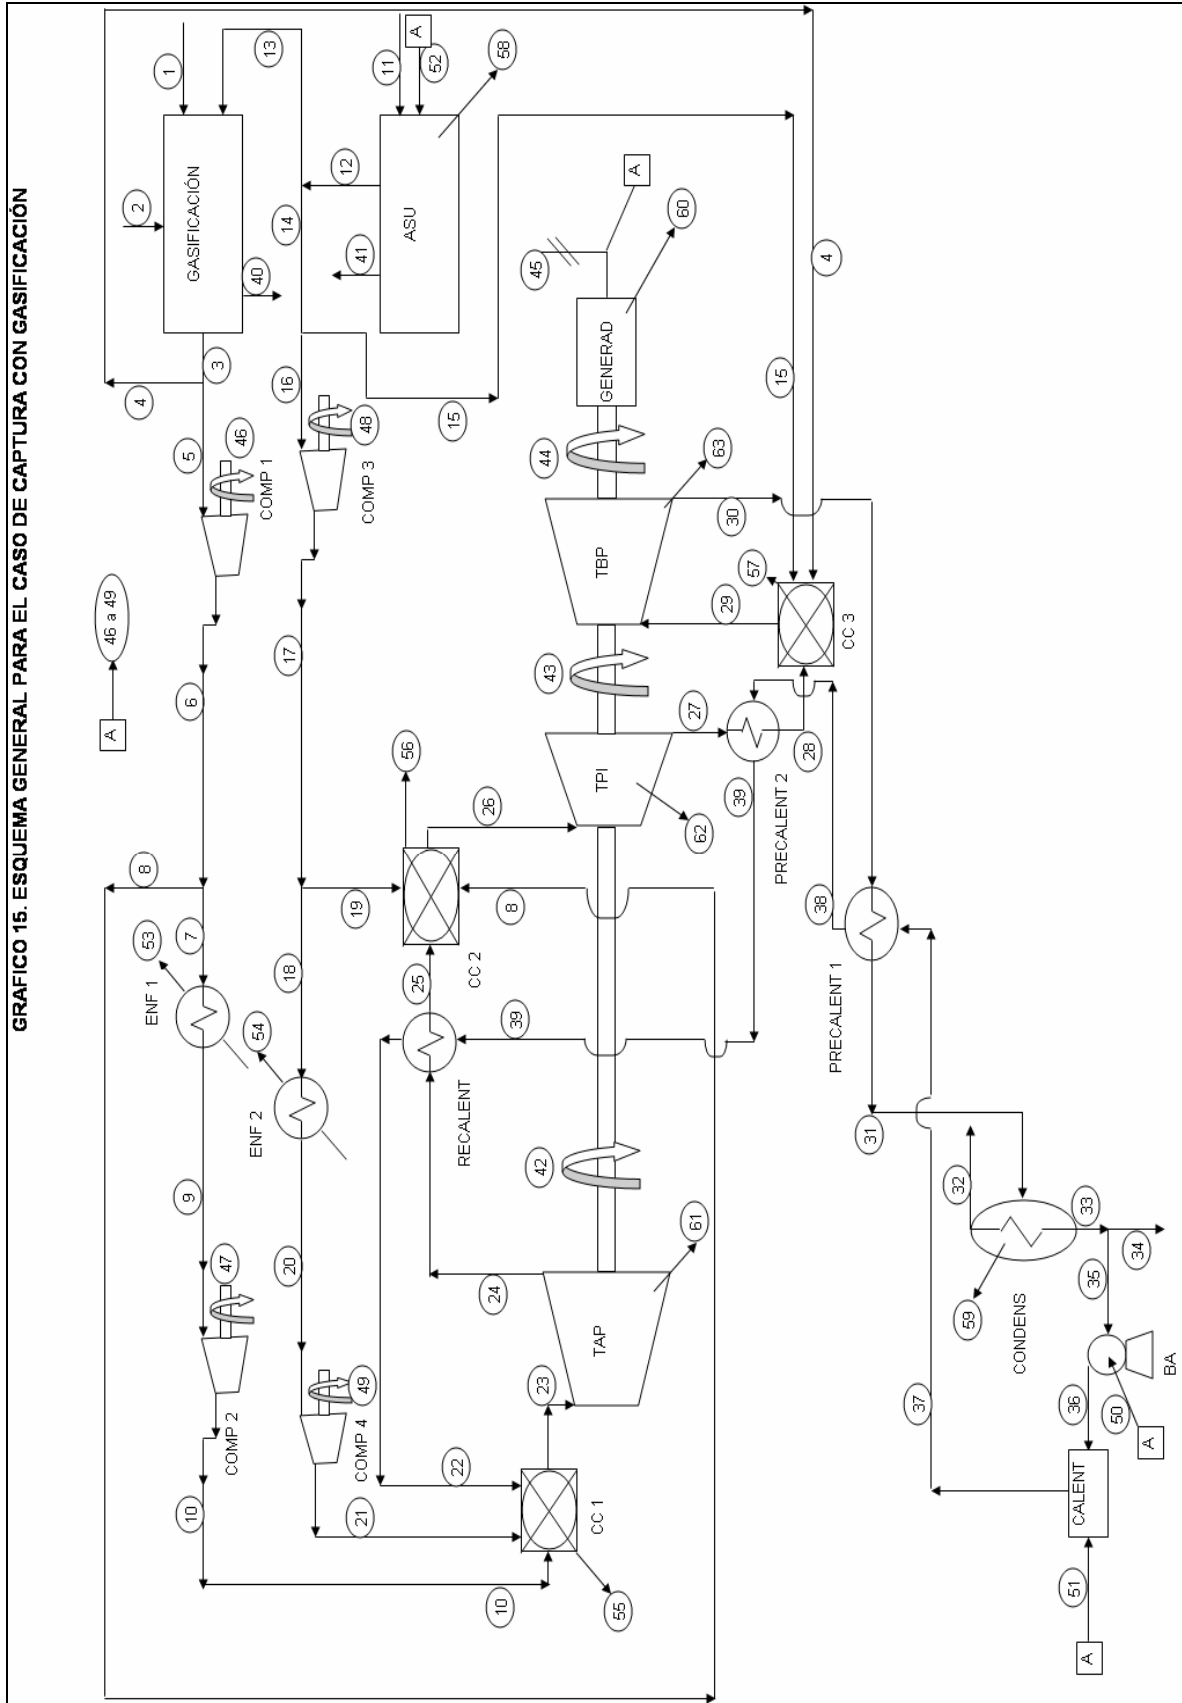 GRAFICO 15. ESQUEMA GENERAL PARA EL CASO DE CAPTURA CON GASIFICACIÓN
10
COMP 2
47
9
ENF 1
53
7
8
6
A
46 a 49
COMP 1
46
5
4
3
40
2
GASIFICACIÓN
1
13
21
22
COMP 4
49
20
ENF 2
54
18
17
COMP 3
48
16
14
41
12
15
ASU
11
A
52
58
10
CC 1
55
23
24
TAP
61
42
RECALENT
39
25
CC 2
19
8
56
26
TPI
62
43
27
39
PRECALENT 2
28
29
TBP
63
30
CC 3
57
44
GENERAD
60
45
A
15
4
A
51
CALENT
37
36
A
50
BA
35
34
33
CONDENS
59
32
31
PRECALENT 1
38